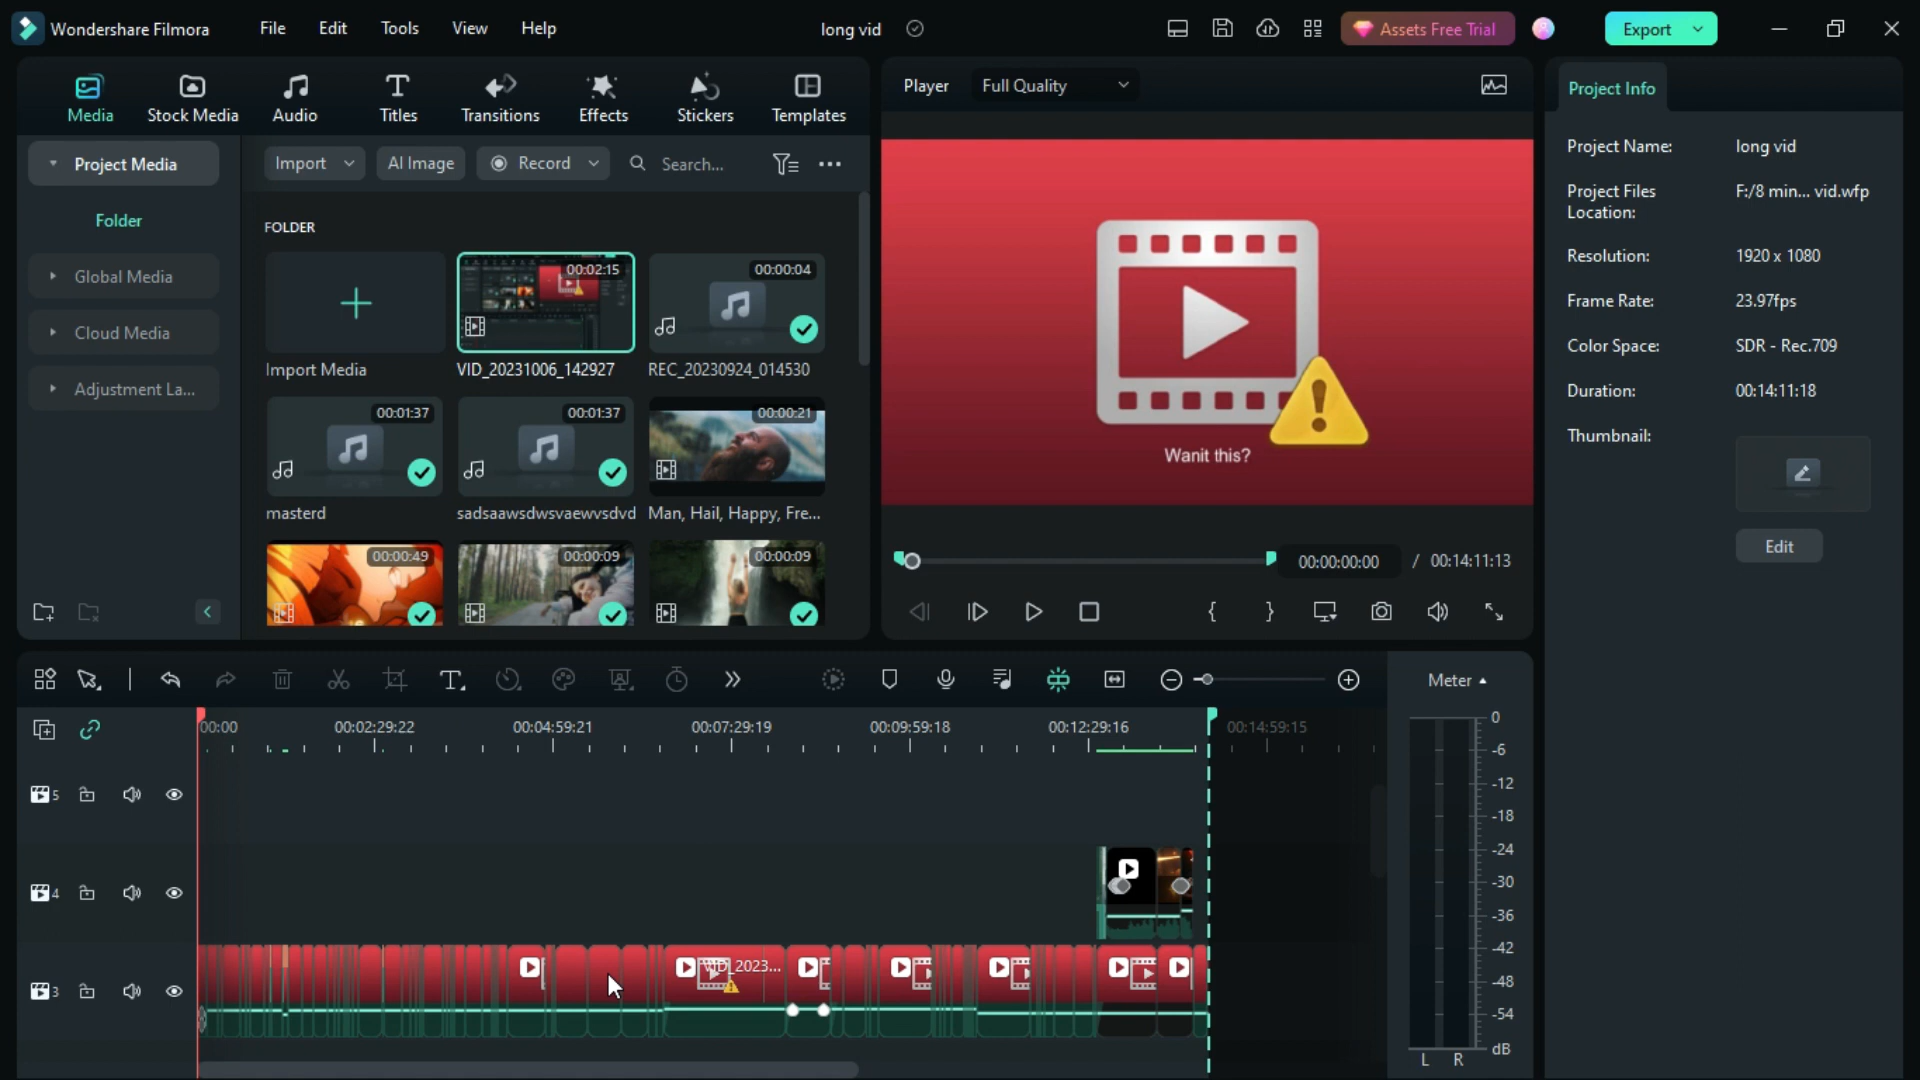 Wondershare Filmora
File
Edit
Tools
View
Help
long vid
Assets Free Trial
Export
Media
Stock Media
Audio
Titles
Transitions
Effects
Stickers
Templates
Player
Full Quality
Project Info
Project Media
Import
AI Image
Record
Search...
Folder
Global Media
Cloud Media
Adjustment La...
FOLDER
00:02:15
00:00:04
Import Media
VID_20231006_142927
REC_20230924_014530
00:01:37
00:01:37
00:00:21
masterd
sadsaawsdwsvaewvsdvd
Man, Hail, Happy, Fre...
00:00:49
00:00:09
00:00:09
Wanit this?
00:00:00:00
/ 00:14:11:13
Project Name:
long vid
Project Files Location:
F:/8 min... vid.wfp
Resolution:
1920 x 1080
Frame Rate:
23.97fps
Color Space:
SDR - Rec.709
Duration:
00:14:11:18
Thumbnail:
Edit
Meter
00:00
00:02:29:22
00:04:59:21
00:07:29:19
00:09:59:18
00:12:29:16
00:14:59:15
5
4
3
VID_2023...
0
-6
-12
-18
-24
-30
-36
-42
-48
-54
dB
L
R